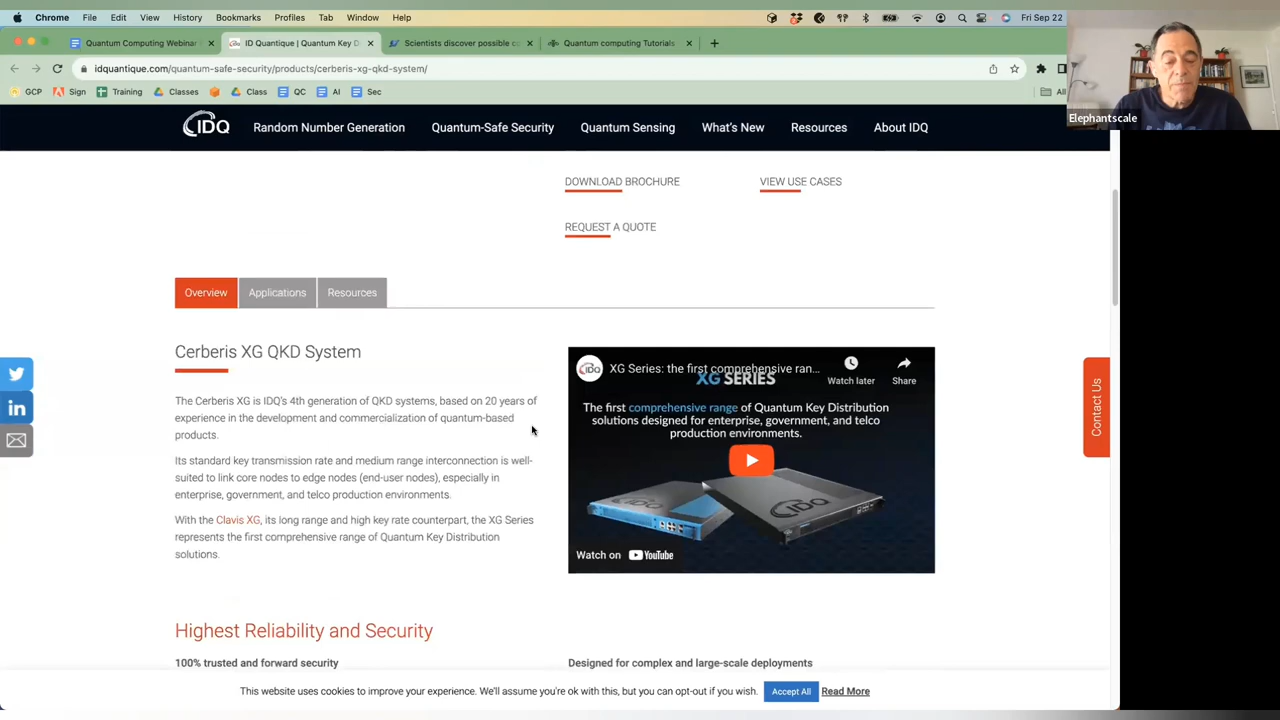 Chrome File Edit View History Bookmarks Profiles Tab Window Help Fri Sep 22
Quantum Computing Webinar ID Quantique | Quantum Key D Scientists discover possible co Quantum computing Tutorials
idquantique.com/quantum-safe-security/products/cerberis-xg-qkd-system/
GCP Sign Training Classes Class QC AI Sec All
Elephantscale
IDQ Random Number Generation Quantum-Safe Security Quantum Sensing What's New Resources About IDQ
DOWNLOAD BROCHURE VIEW USE CASES
REQUEST A QUOTE
Overview Applications Resources
Cerberis XG QKD System
The Cerberis XG is IDQ's 4th generation of QKD systems, based on 20 years of
experience in the development and commercialization of quantum-based
products.
Its standard key transmission rate and medium range interconnection is well-
suited to link core nodes to edge nodes (end-user nodes), especially in
enterprise, government, and telco production environments.
With the Clavis XG, its long range and high key rate counterpart, the XG Series
represents the first comprehensive range of Quantum Key Distribution
solutions.
IDQ XG Series: the first comprehensive ran...
Watch later Share
XG SERIES
The first comprehensive range of Quantum Key Distribution
solutions designed for enterprise, government, and telco
production environments.
IDQ
Watch on YouTube
Contact Us
Highest Reliability and Security
100% trusted and forward security Designed for complex and large-scale deployments
This website uses cookies to improve your experience. We'll assume you're ok with this, but you can opt-out if you wish. Accept All Read More